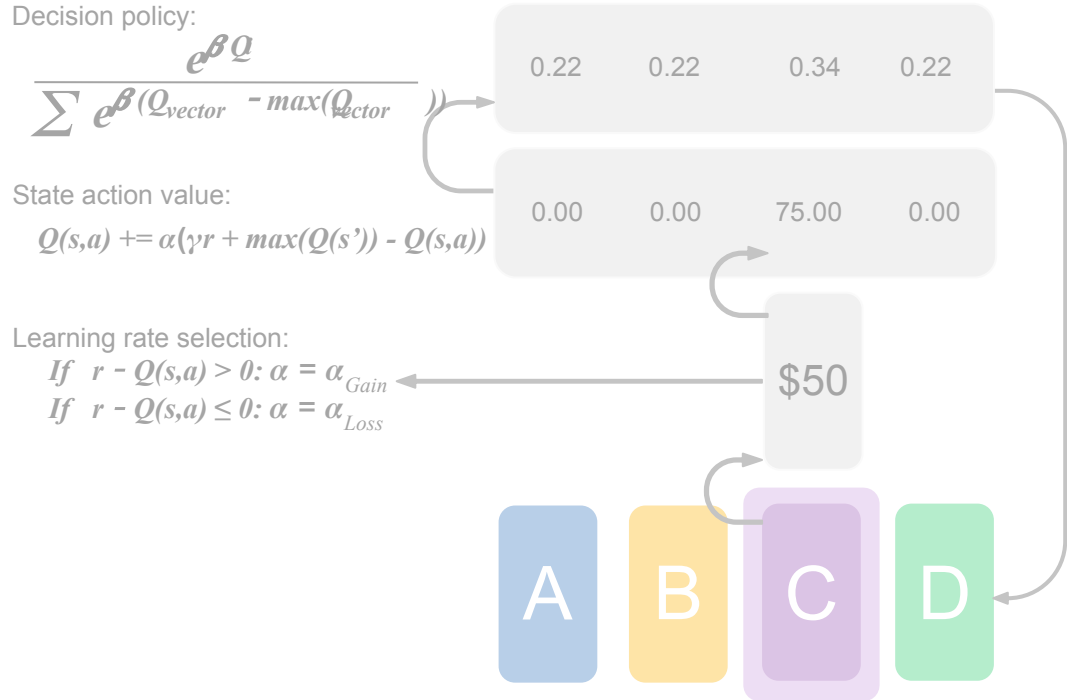 Decision policy:
e^β Q
∑ e^β (Q_vector - max(Q_vector ))
0.22 0.22 0.34 0.22
State action value:
Q(s,a) += α(γr + max(Q(s’)) - Q(s,a))
0.00 0.00 75.00 0.00
Learning rate selection:
If r - Q(s,a) > 0: α = α_Gain
If r - Q(s,a) ≤ 0: α = α_Loss
$50
A B C D